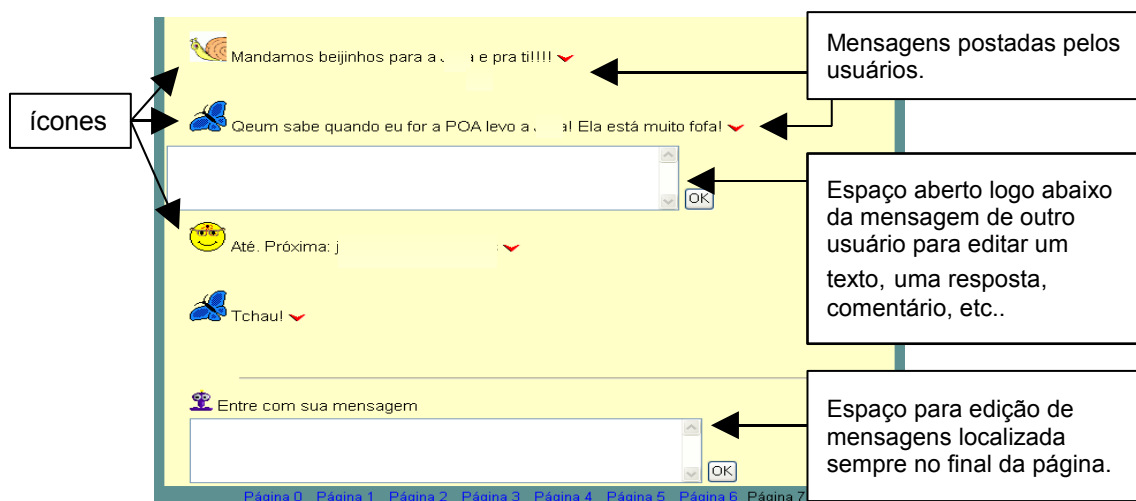 Mandamos beijinhos para a e pra ti!!!!
Mensagens postadas pelos
usuários.
ícones
Qeum sabe quando eu for a POA levo a a! Ela está muito fofa!
OK
Espaço aberto logo abaixo
da mensagem de outro
usuário para editar um
texto, uma resposta,
comentário, etc..
Até. Próxima: j
Tchau!
Entre com sua mensagem
OK
Espaço para edição de
mensagens localizada
sempre no final da página.
Página 0 Página 1 Página 2 Página 3 Página 4 Página 5 Página 6 Página 7